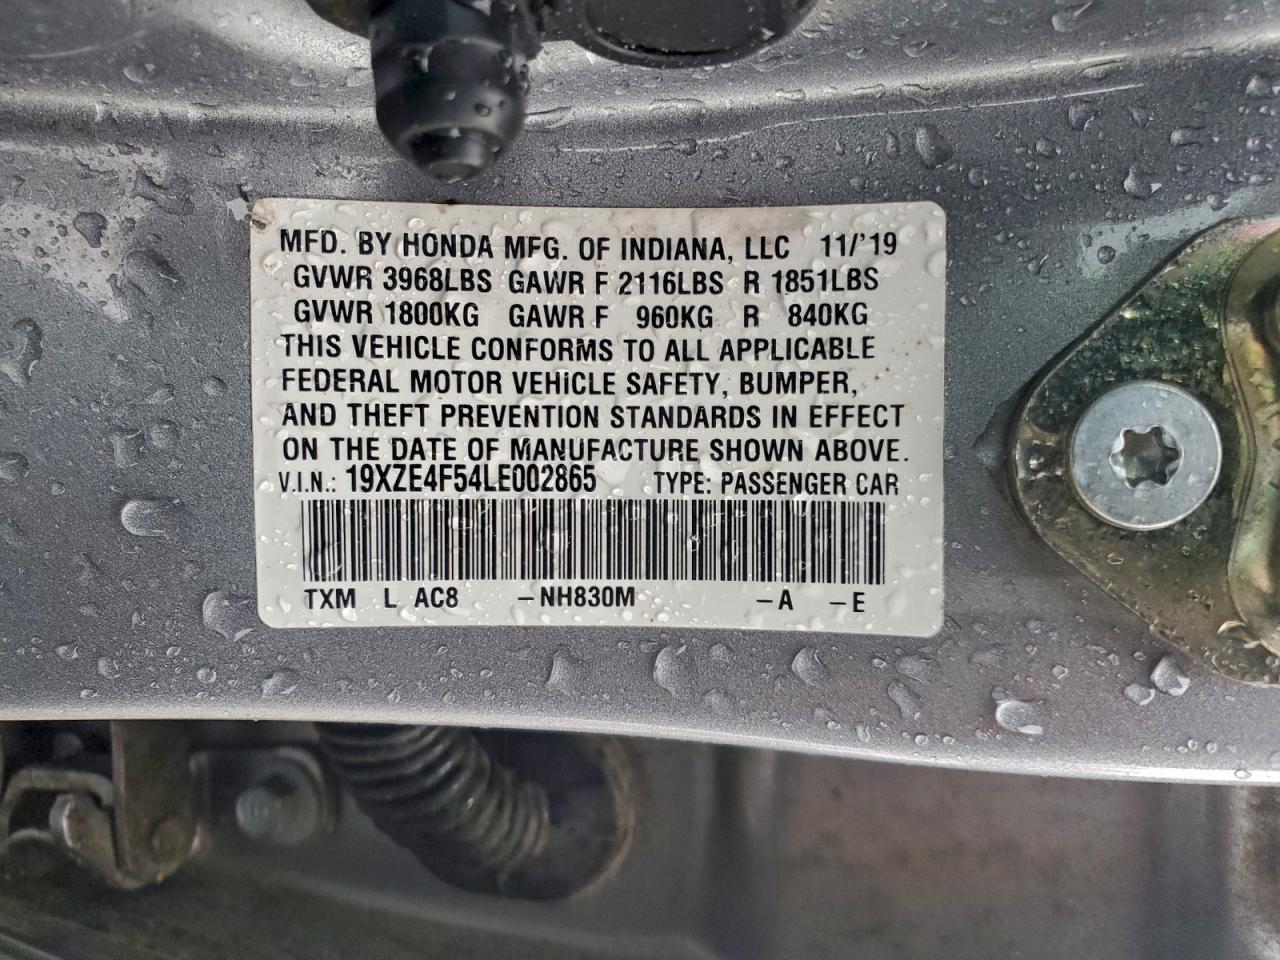 MFD. BY HONDA MFG. OF INDIANA, LLC 11/'19
GVWR 3968LBS GAWR F 2116LBS R 1851LBS
GVWR 1800KG GAWR F 960KG R 840KG
THIS VEHICLE CONFORMS TO ALL APPLICABLE
FEDERAL MOTOR VEHICLE SAFETY, BUMPER,
AND THEFT PREVENTION STANDARDS IN EFFECT
ON THE DATE OF MANUFACTURE SHOWN ABOVE.
V.I.N.: 19XZE4F54LE002865 TYPE: PASSENGER CAR
TXM L AC8 –NH830M –A –E